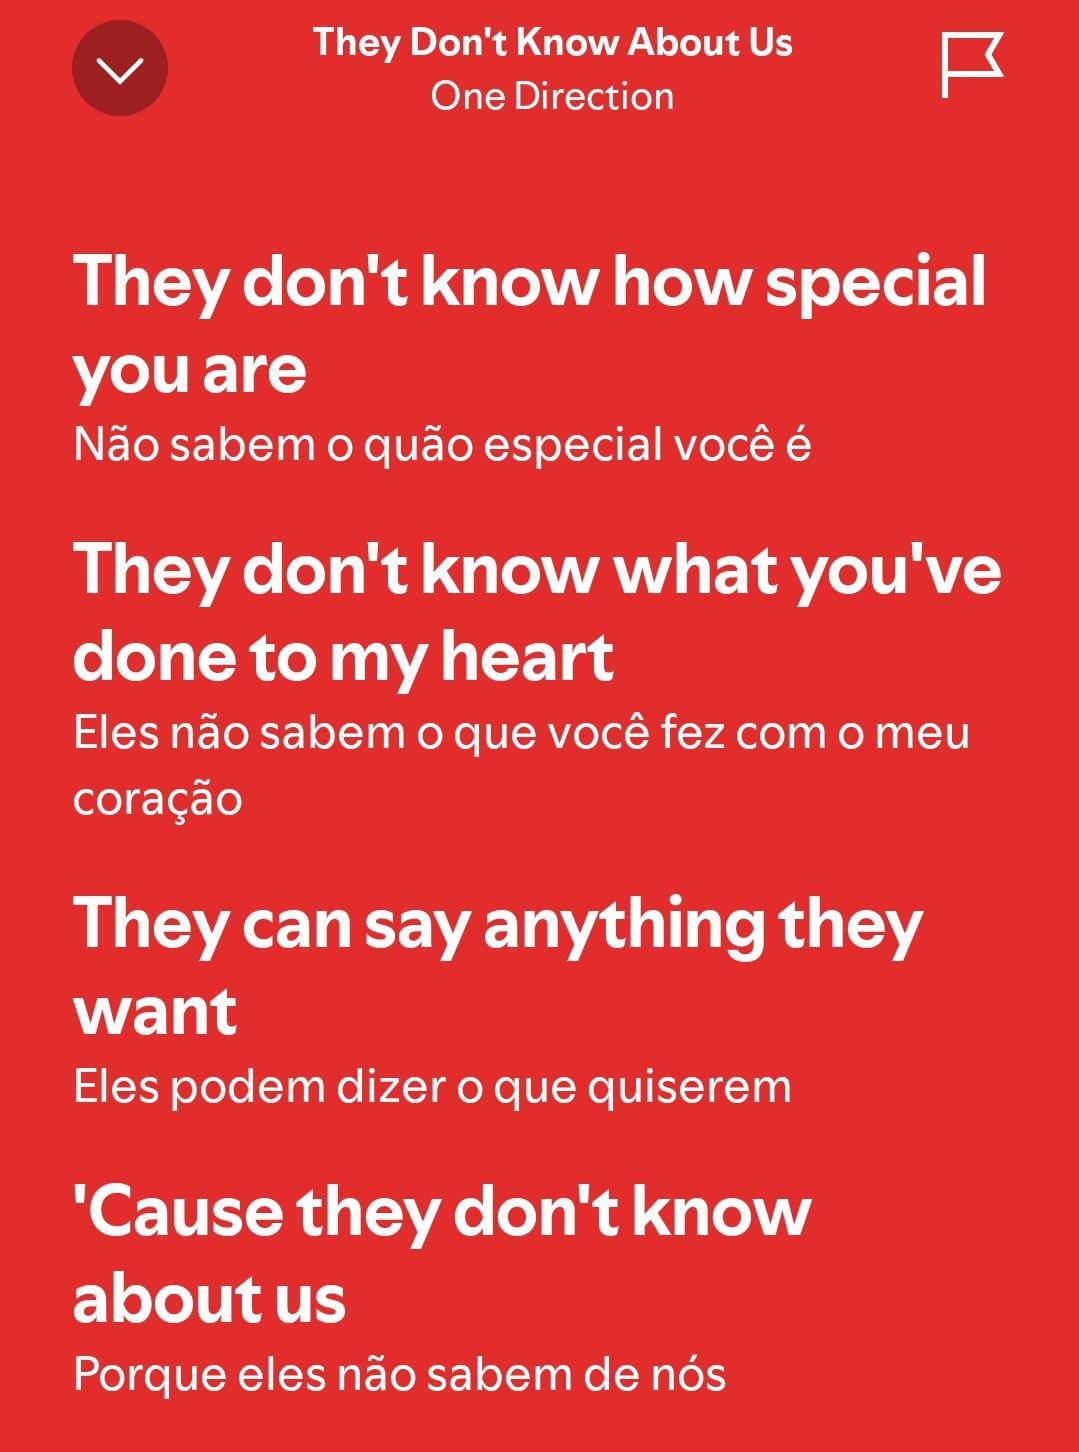 They Don't Know About Us
One Direction
They don't know how special
you are
Não sabem o quão especial você é
They don't know what you've
done to my heart
Eles não sabem o que você fez com o meu
coração
They can say anything they
want
Eles podem dizer o que quiserem
'Cause they don't know
about us
Porque eles não sabem de nós